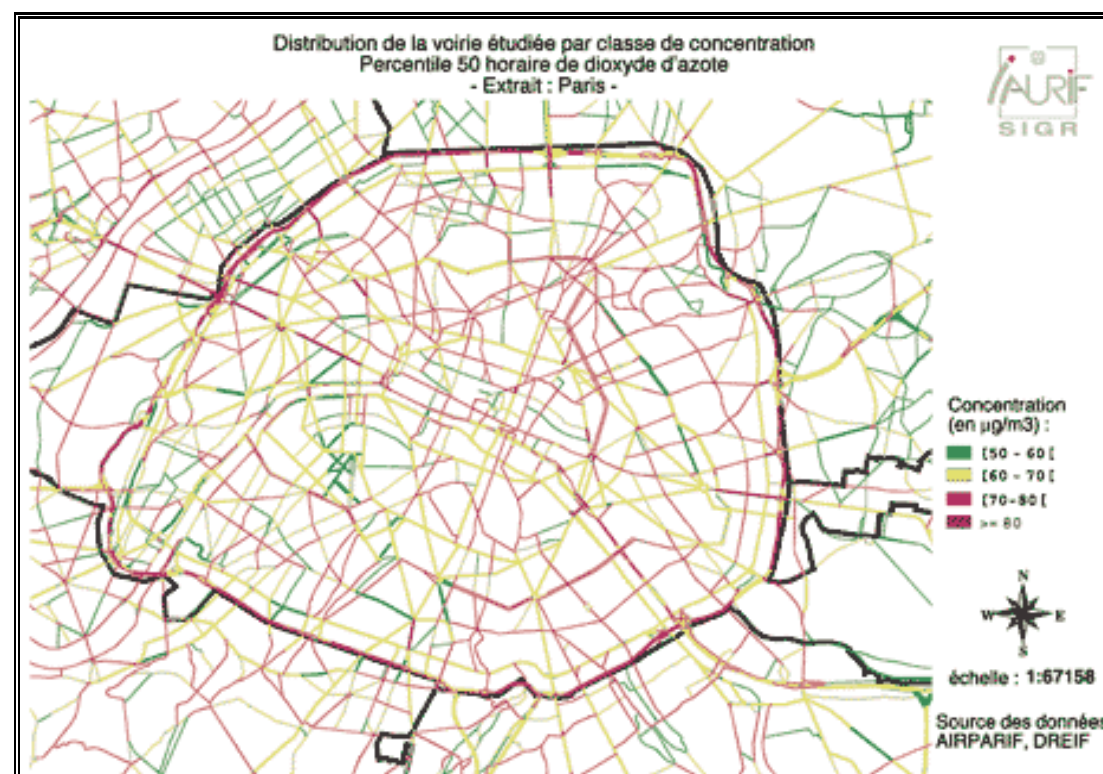 Distribution de la voirie étudiée par classe de concentration
Percentile 50 horaire de dioxyde d'azote
- Extrait : Paris -
IAURIF
SIGR
Concentration
(en µg/m3) :
[50 - 60[
[60 - 70[
[70-80[
>= 80
N
W E
S
échelle : 1:67158
Source des données
AIRPARIF, DREIF